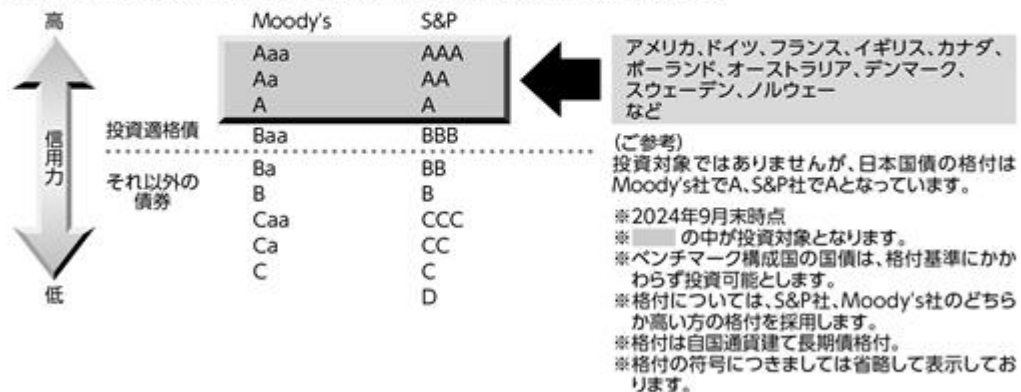 高
信用力
低
Moody's S&P
Aaa AAA
Aa AA
A A
投資適格債 Baa BBB
それ以外の
債券
Ba BB
B B
Caa CCC
Ca CC
C C
D
アメリカ、ドイツ、フランス、イギリス、カナダ、
ポーランド、オーストラリア、デンマーク、
スウェーデン、ノルウェー
など
(ご参考)
投資対象ではありませんが、日本国債の格付は
Moody's社でA、S&P社でAとなっています。
※2024年9月末時点
※ の中が投資対象となります。
※ベンチマーク構成国の国債は、格付基準にかか
わらず投資可能とします。
※格付については、S&P社、Moody's社のどちら
か高い方の格付を採用します。
※格付は自国通貨建て長期債格付。
※格付の符号につきましては省略して表示してお
ります。